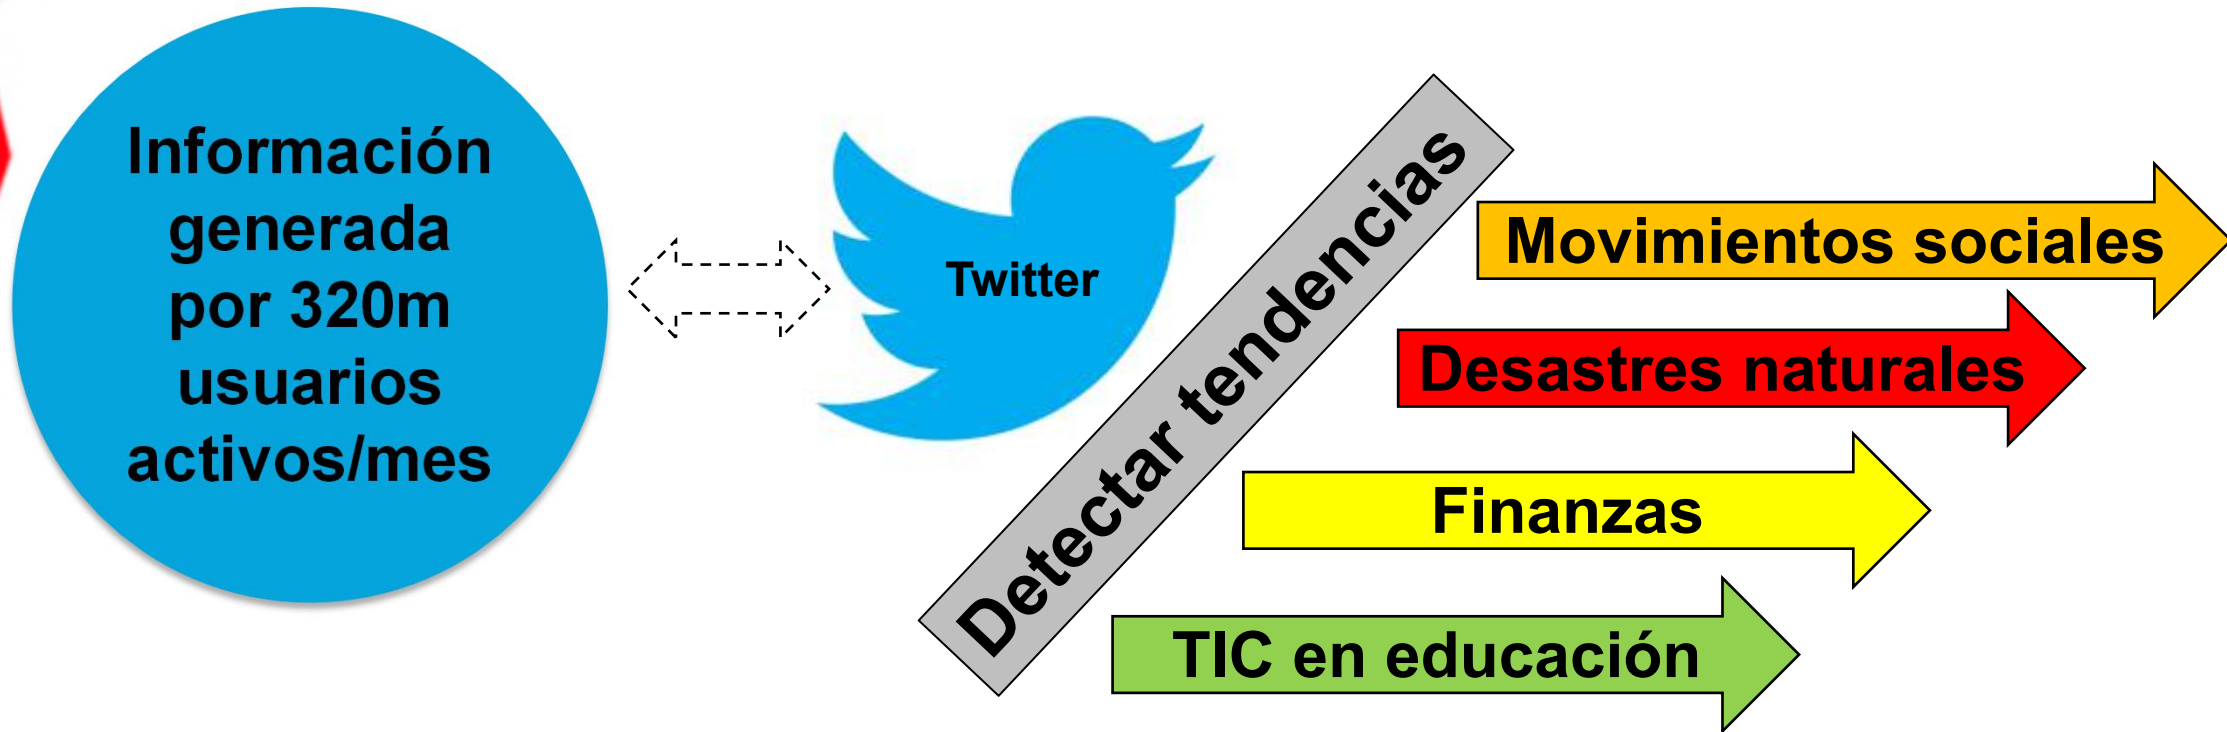 Información
generada
por 320m
usuarios
activos/mes
Twitter
Detectar tendencias
Movimientos sociales
Desastres naturales
Finanzas
TIC en educación